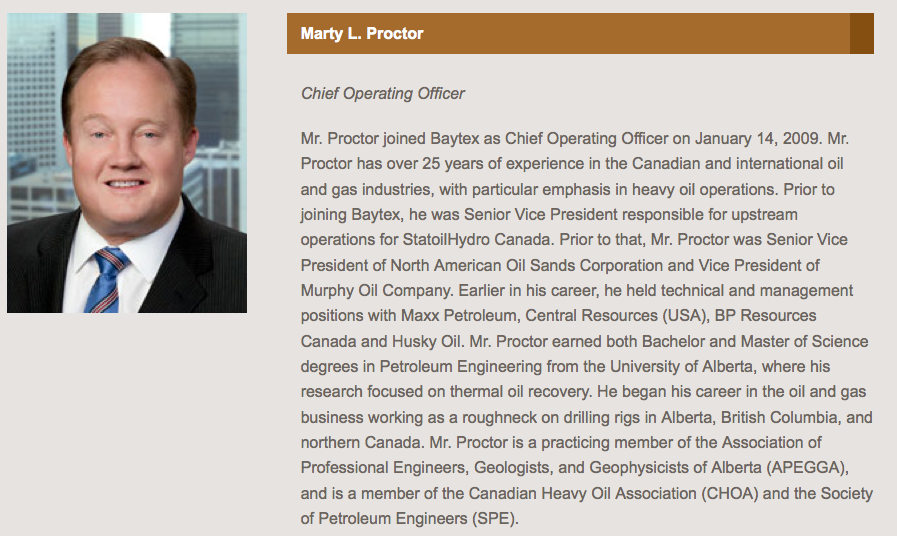 Marty L. Proctor
Chief Operating Officer
Mr. Proctor joined Baytex as Chief Operating Officer on January 14, 2009. Mr.
Proctor has over 25 years of experience in the Canadian and international oil
and gas industries, with particular emphasis in heavy oil operations. Prior to
joining Baytex, he was Senior Vice President responsible for upstream
operations for StatoilHydro Canada. Prior to that, Mr. Proctor was Senior Vice
President of North American Oil Sands Corporation and Vice President of
Murphy Oil Company. Earlier in his career, he held technical and management
positions with Maxx Petroleum, Central Resources (USA), BP Resources
Canada and Husky Oil. Mr. Proctor earned both Bachelor and Master of Science
degrees in Petroleum Engineering from the University of Alberta, where his
research focused on thermal oil recovery. He began his career in the oil and gas
business working as a roughneck on drilling rigs in Alberta, British Columbia, and
northern Canada. Mr. Proctor is a practicing member of the Association of
Professional Engineers, Geologists, and Geophysicists of Alberta (APEGGA),
and is a member of the Canadian Heavy Oil Association (CHOA) and the Society
of Petroleum Engineers (SPE).